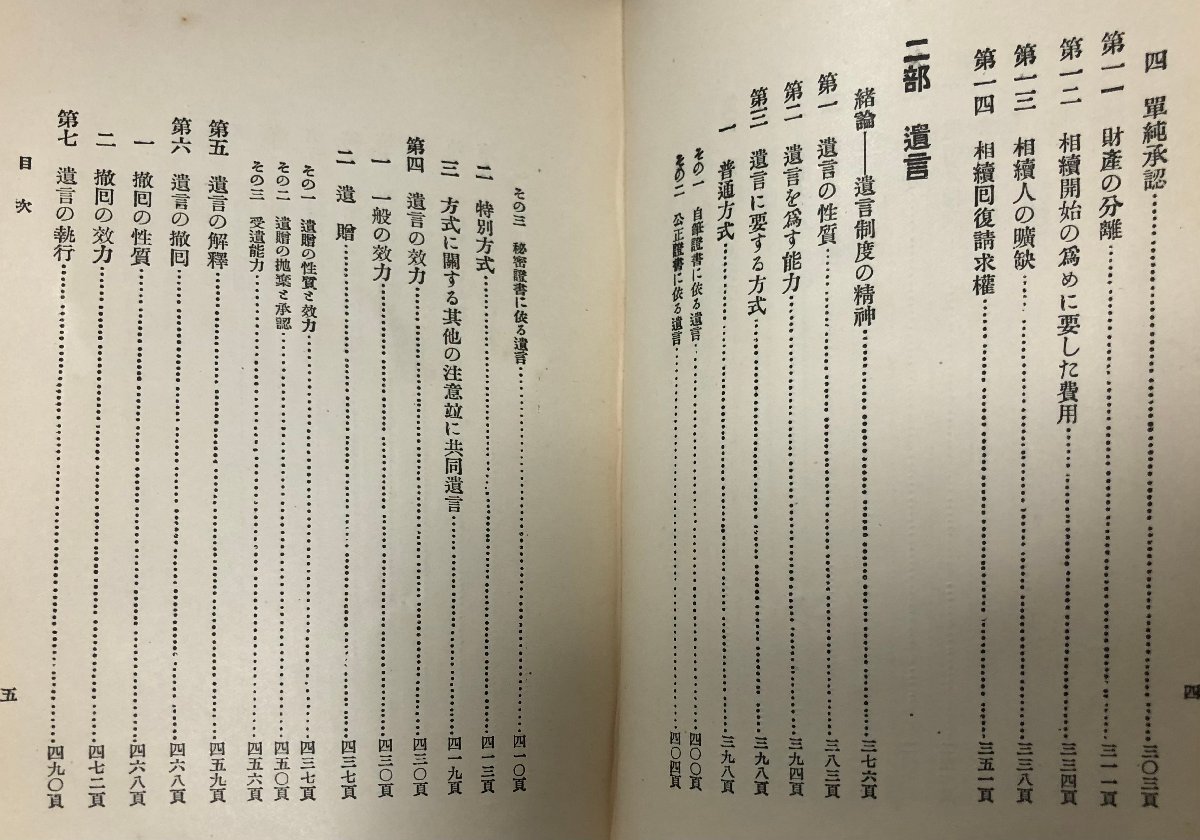 四 單純承認…………三〇三頁
第一一 財產の分離…………三一一頁
第一二 相續開始の爲めに要した費用…………三三四頁
第一三 相續人の曠缺…………三三八頁
第一四 相續回復請求權…………三五一頁
二部 遺言
緒論――遺言制度の精神…………三七六頁
第一 遺言の性質…………三八三頁
第二 遺言を爲す能力…………三九四頁
第三 遺言に要する方式…………三九八頁
一 普通方式…………三九八頁
その一 自筆證書に依る遺言…………四〇〇頁
その二 公正證書に依る遺言…………四〇四頁
四
その三 秘密證書に依る遺言…………四一〇頁
二 特別方式…………四一三頁
三 方式に關する其他の注意竝に共同遺言…………四一九頁
第四 遺言の效力…………四三〇頁
一 一般の效力…………四三〇頁
二 遺贈…………四三七頁
その一 遺贈の性質と效力…………四三七頁
その二 遺贈の拋棄と承認…………四五〇頁
その三 受遺能力…………四五六頁
第五 遺言の解釋…………四五九頁
第六 遺言の撤回…………四六八頁
一 撤回の性質…………四六八頁
二 撤回の效力…………四七二頁
第七 遺言の執行…………四九〇頁
目次
五